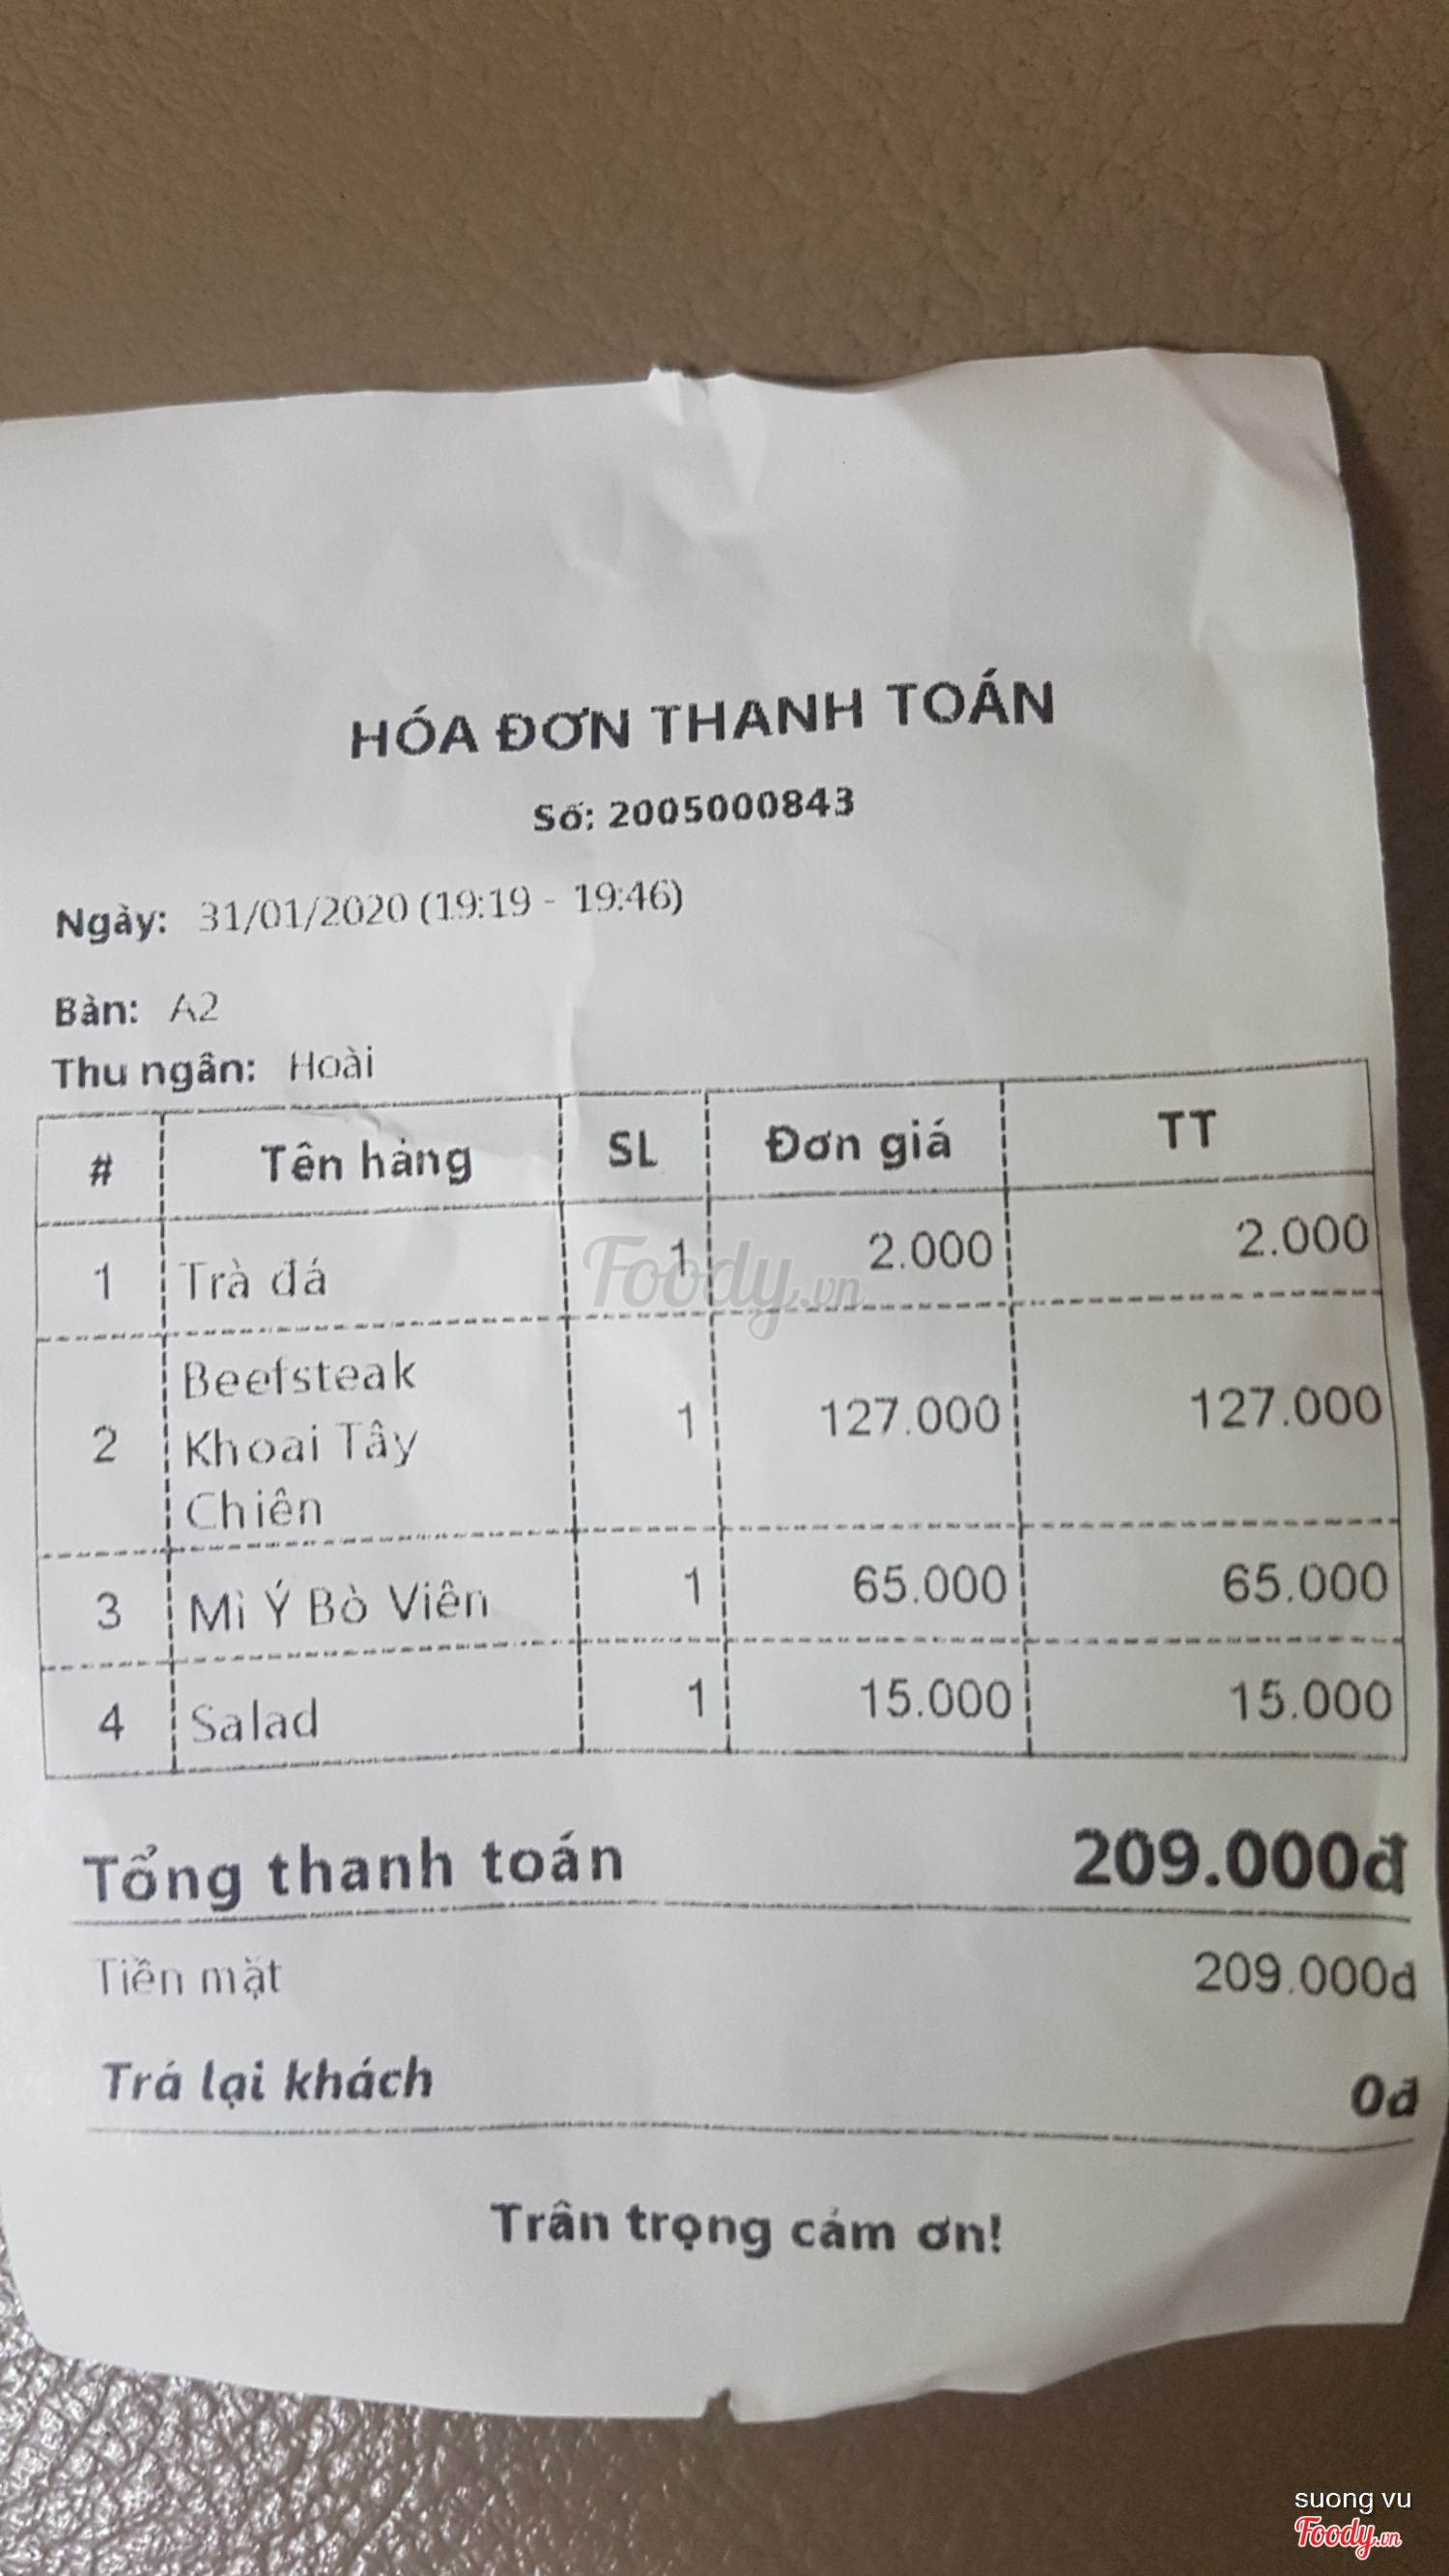 HÓA ĐƠN THANH TOÁN
Số: 2005000843
Ngày: 31/01/2020 (19:19 - 19:46)
Bàn: A2
Thu ngân: Hoài
# Tên hàng SL Đơn giá TT
1 Trà đá 1 2.000 2.000
2 Beefsteak Khoai Tây Chiên 1 127.000 127.000
3 Mì Ý Bò Viên 1 65.000 65.000
4 Salad 1 15.000 15.000
Tổng thanh toán 209.000đ
Tiền mặt 209.000đ
Trả lại khách 0đ
Trân trọng cảm ơn!
Foody.vn
suong vu
Foody.vn